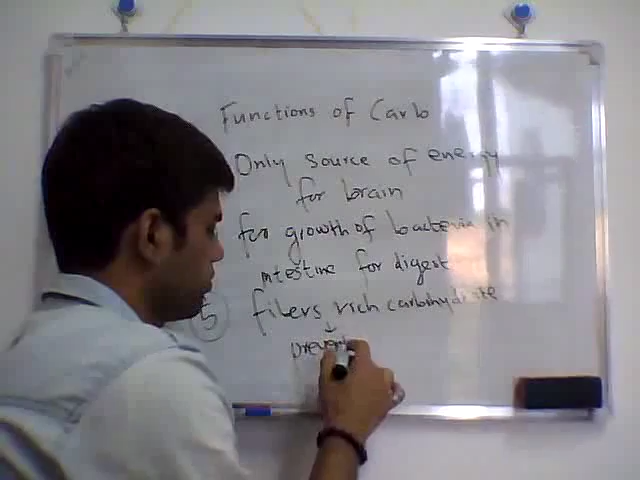 Functions of Carb
Only source of energy
for brain
for growth of bacteria in
intestine for digest
5 fibers rich carbohydrate
↓
Prevent